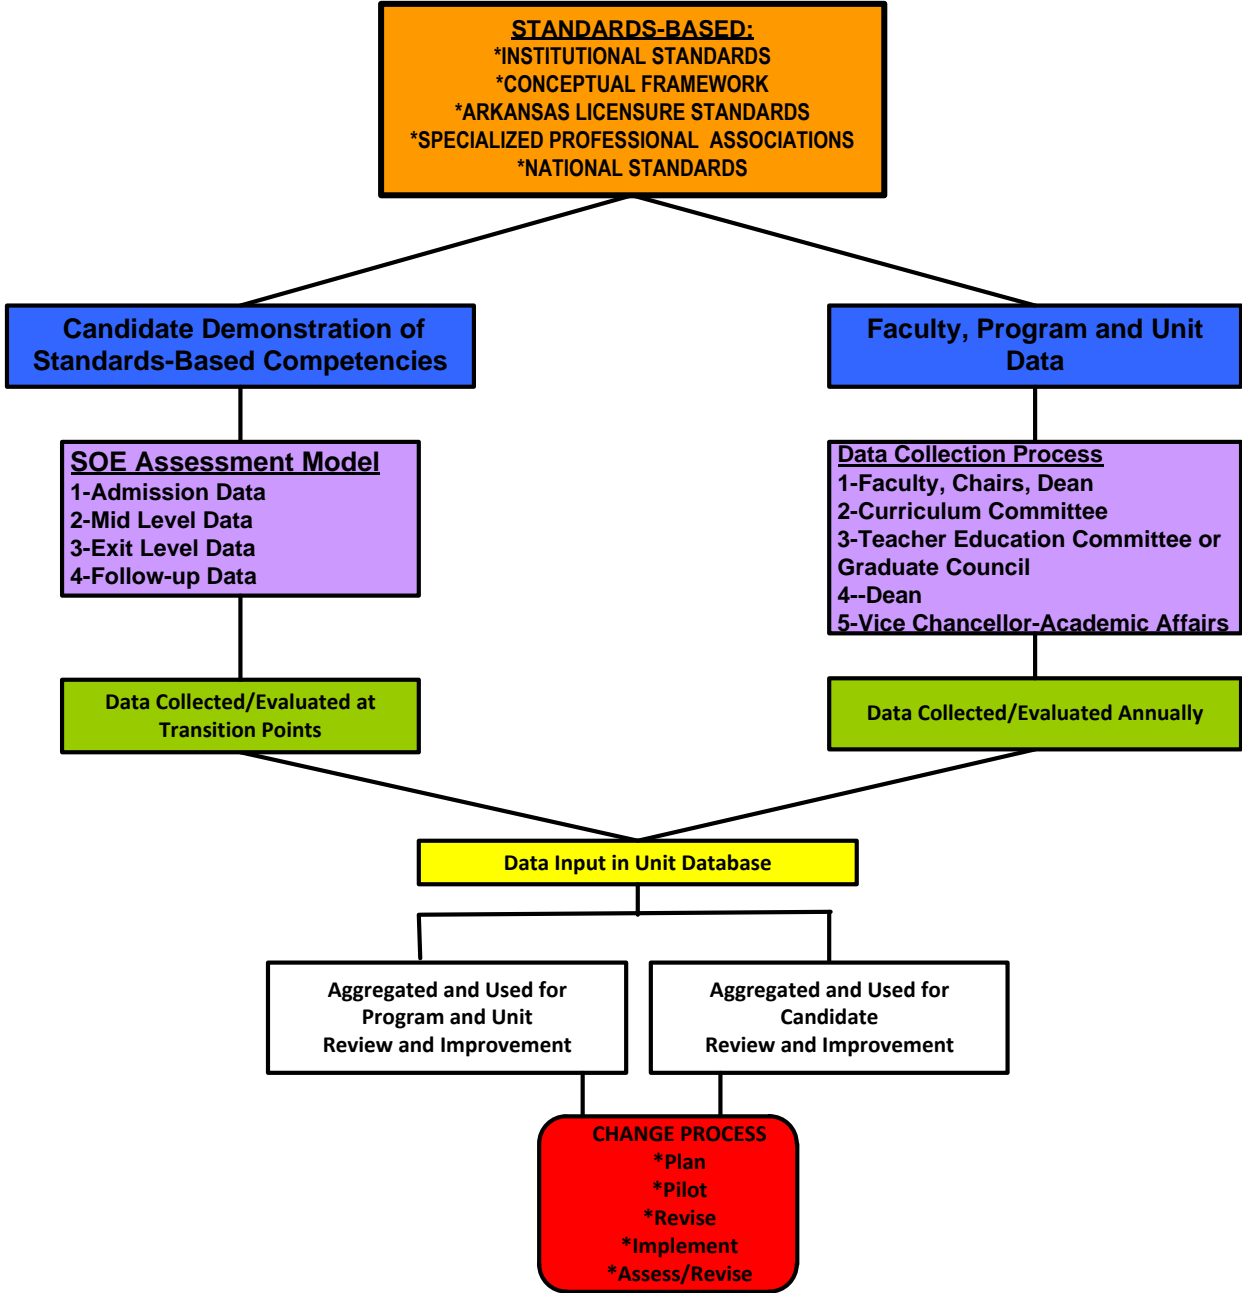 STANDARDS-BASED:
*INSTITUTIONAL STANDARDS
*CONCEPTUAL FRAMEWORK
*ARKANSAS LICENSURE STANDARDS
*SPECIALIZED PROFESSIONAL ASSOCIATIONS
*NATIONAL STANDARDS
Candidate Demonstration of
Standards-Based Competencies
Faculty, Program and Unit
Data
SOE Assessment Model
1-Admission Data
2-Mid Level Data
3-Exit Level Data
4-Follow-up Data
Data Collection Process
1-Faculty, Chairs, Dean
2-Curriculum Committee
3-Teacher Education Committee or
Graduate Council
4--Dean
5-Vice Chancellor-Academic Affairs
Data Collected/Evaluated at
Transition Points
Data Collected/Evaluated Annually
Data Input in Unit Database
Aggregated and Used for
Program and Unit
Review and Improvement
Aggregated and Used for
Candidate
Review and Improvement
CHANGE PROCESS
*Plan
*Pilot
*Revise
*Implement
*Assess/Revise